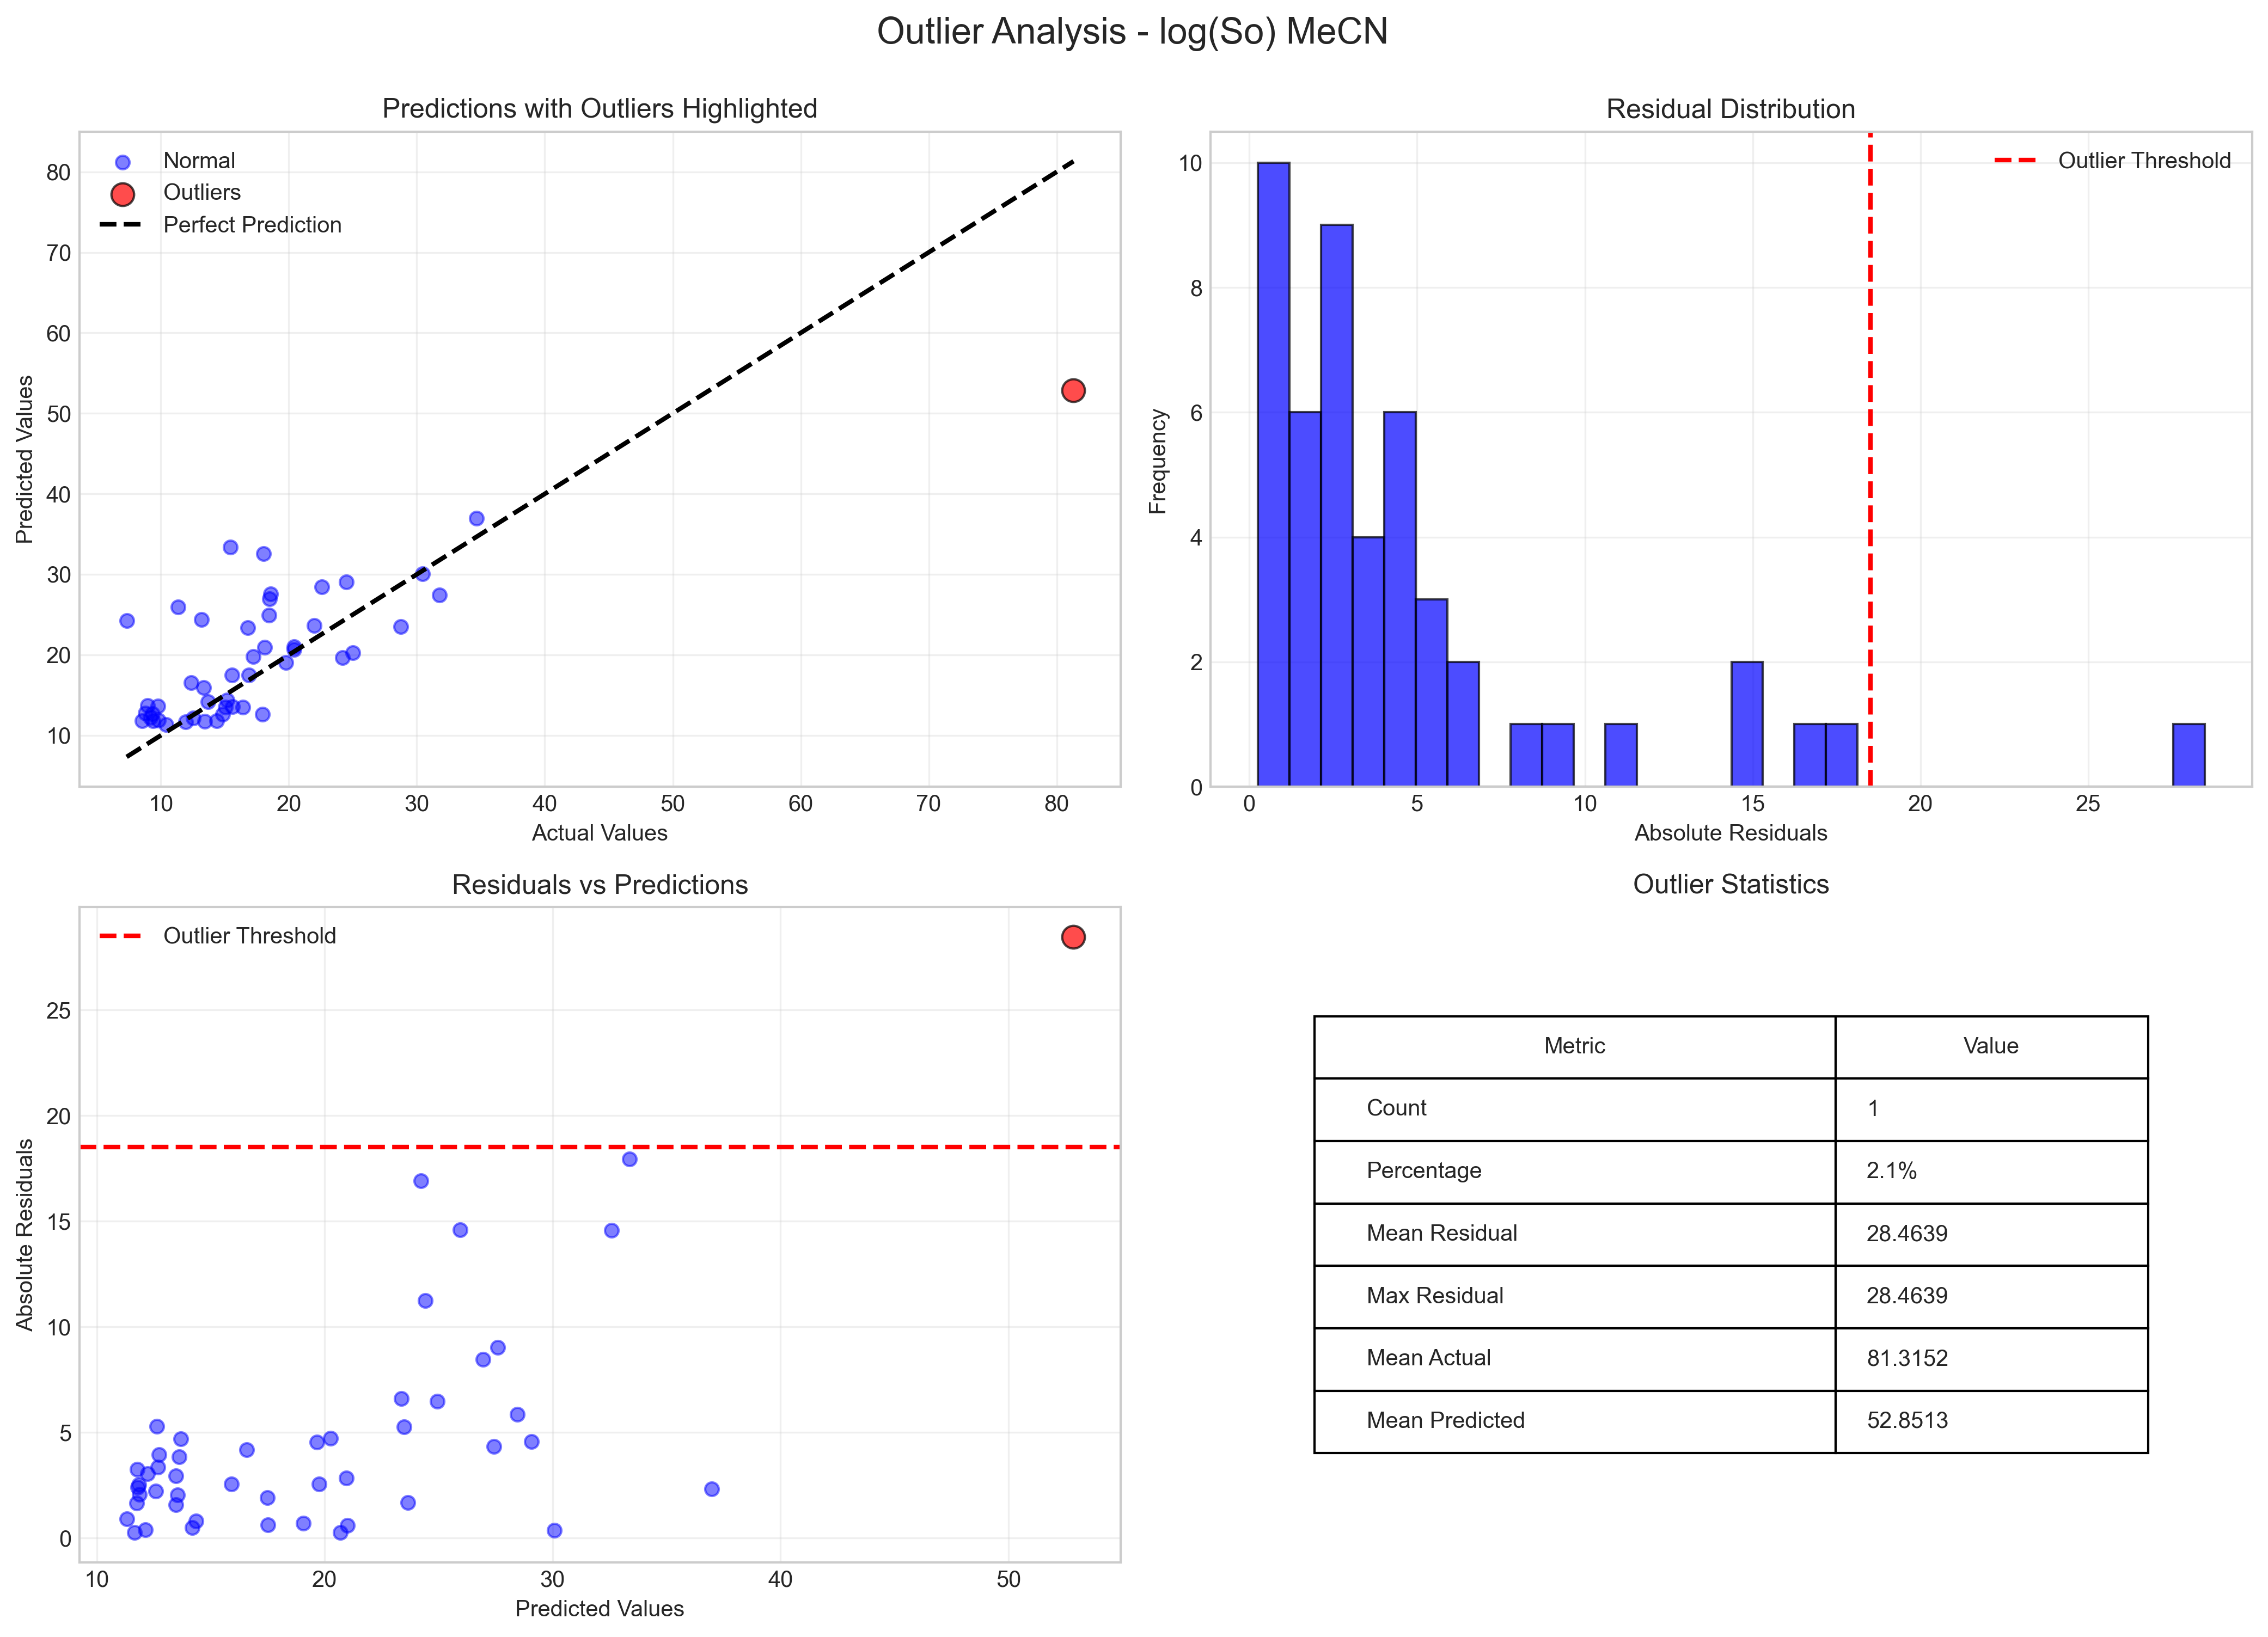 Outlier Analysis - log(So) MeCN
Predictions with Outliers Highlighted
Normal
Outliers
Perfect Prediction
80
70
60
50
40
30
20
10
Predicted Values
10 20 30 40 50 60 70 80
Actual Values
Residual Distribution
Outlier Threshold
10
8
6
4
2
0
Frequency
0 5 10 15 20 25
Absolute Residuals
Residuals vs Predictions
Outlier Threshold
25
20
15
10
5
0
Absolute Residuals
10 20 30 40 50
Predicted Values
Outlier Statistics
Metric Value
Count 1
Percentage 2.1%
Mean Residual 28.4639
Max Residual 28.4639
Mean Actual 81.3152
Mean Predicted 52.8513